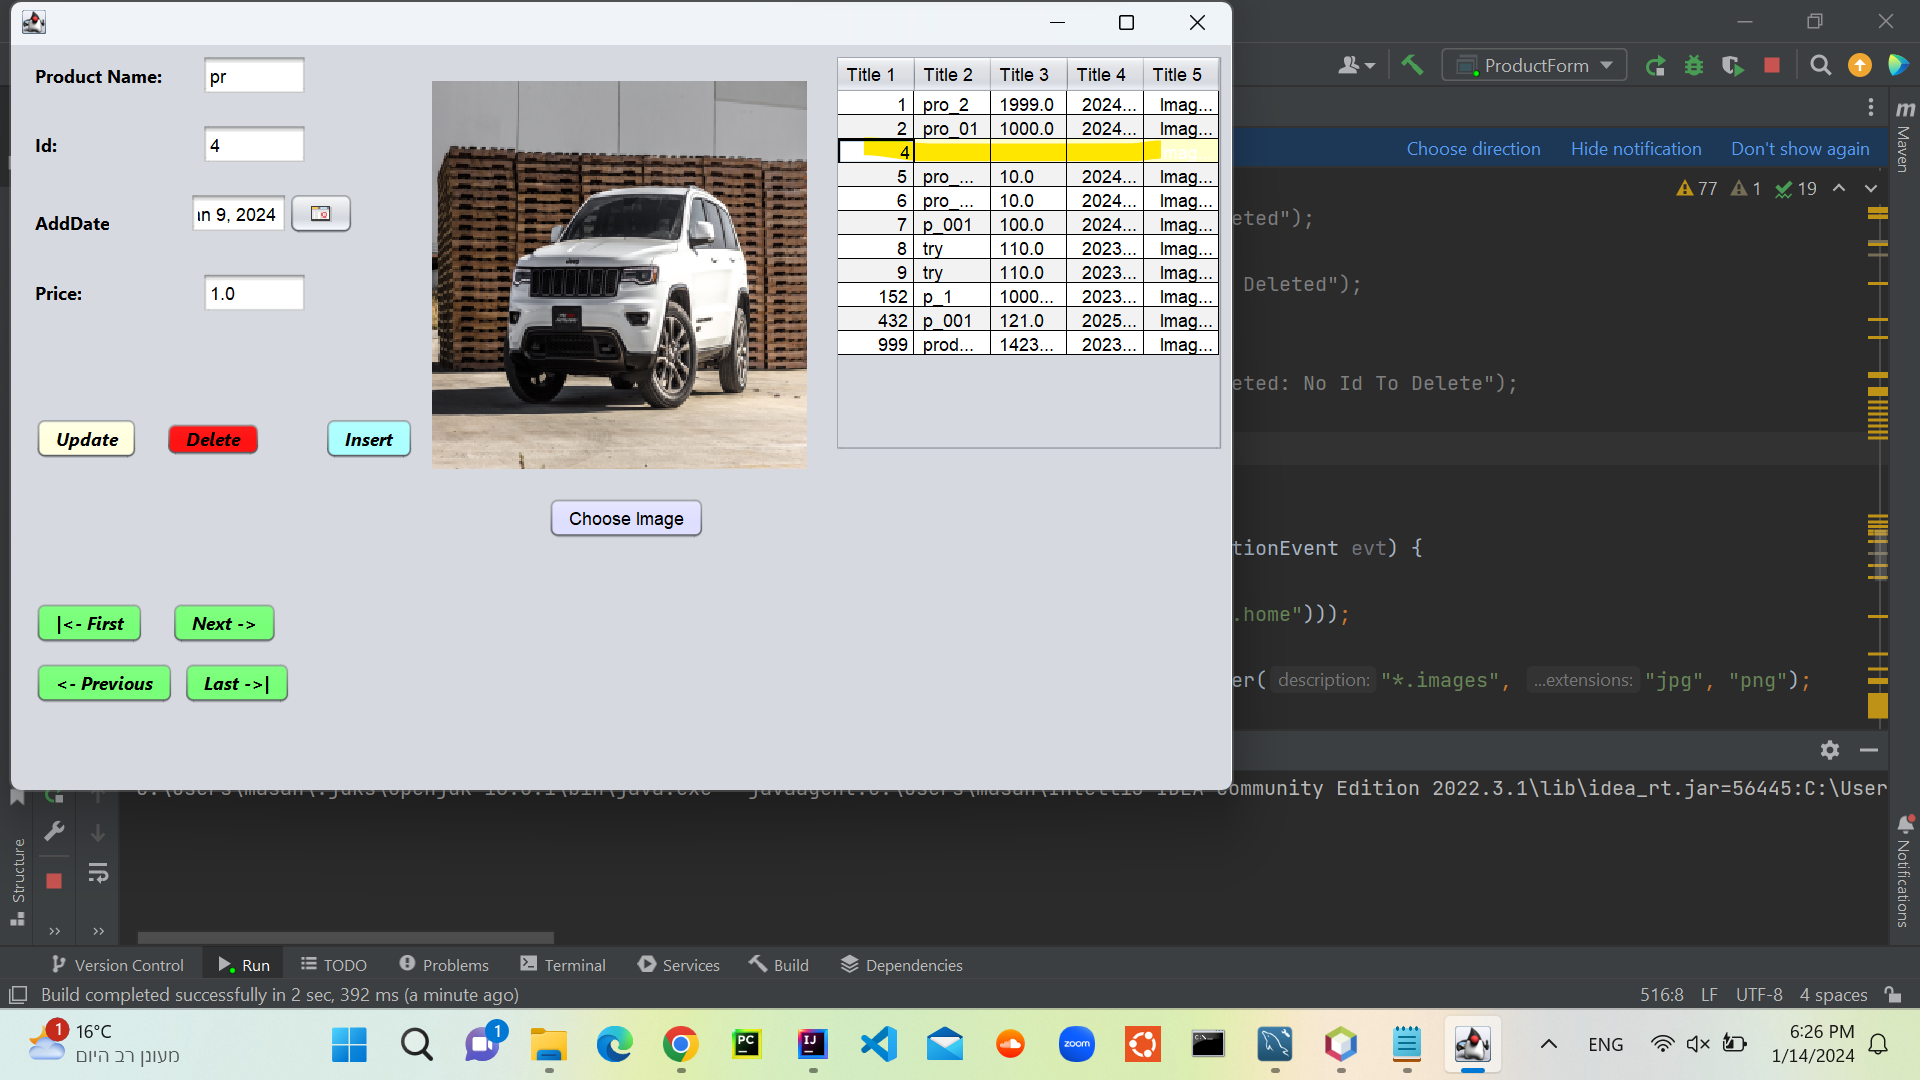 Product Name: pr
Id: 4
AddDate ın 9, 2024
Price: 1.0
Update Delete Insert
Choose Image
|<- First Next ->
<- Previous Last ->|
Title 1 Title 2 Title 3 Title 4 Title 5
1 pro_2 1999.0 2024... Imag...
2 pro_01 1000.0 2024... Imag...
4
5 pro_... 10.0 2024... Imag...
6 pro_... 10.0 2024... Imag...
7 p_001 100.0 2024... Imag...
8 try 110.0 2023... Imag...
9 try 110.0 2023... Imag...
152 p_1 1000... 2023... Imag...
432 p_001 121.0 2025... Imag...
999 prod... 1423... 2023... Imag...
ProductForm
Choose direction Hide notification Don't show again
77 1 19
eted");
Deleted");
eted: No Id To Delete");
tionEvent evt) {
.home")));
er( description: "*.images", ...extensions: "jpg", "png");
m Maven
Notifications
Structure
Community Edition 2022.3.1\lib\idea_rt.jar=56445:C:\User
Version Control Run TODO Problems Terminal Services Build Dependencies
Build completed successfully in 2 sec, 392 ms (a minute ago)
516:8 LF UTF-8 4 spaces
1 16°C
מעונן רב היום
1
PC
IJ
zoom
ENG
6:26 PM
1/14/2024